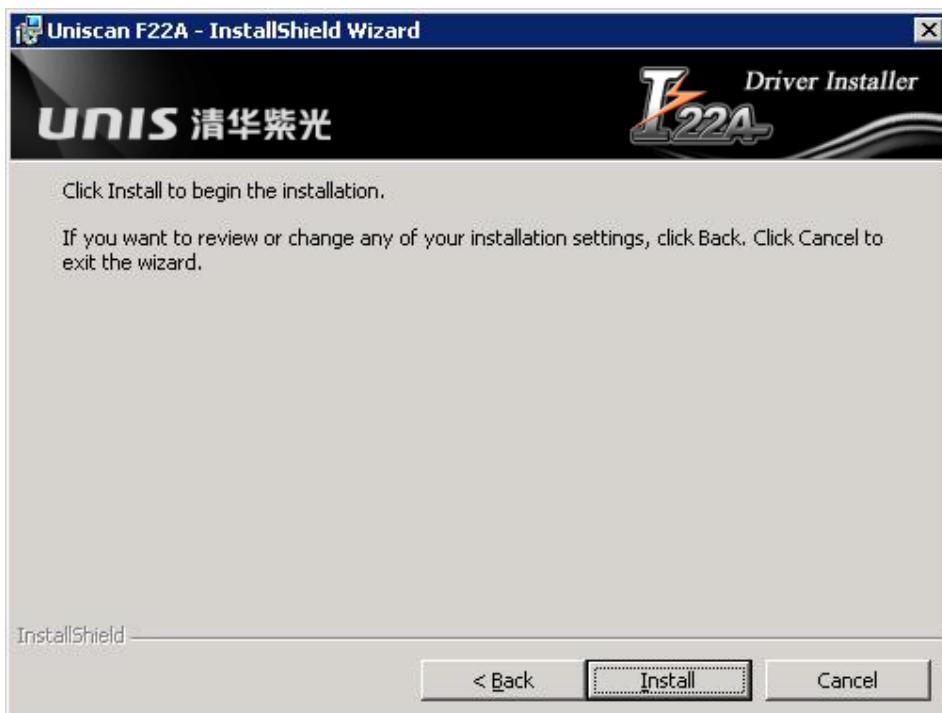 Uniscan F22A - InstallShield Wizard
UNIS 清华紫光
F22A
Driver Installer
Click Install to begin the installation.
If you want to review or change any of your installation settings, click Back. Click Cancel to
exit the wizard.
InstallShield
< Back
Install
Cancel